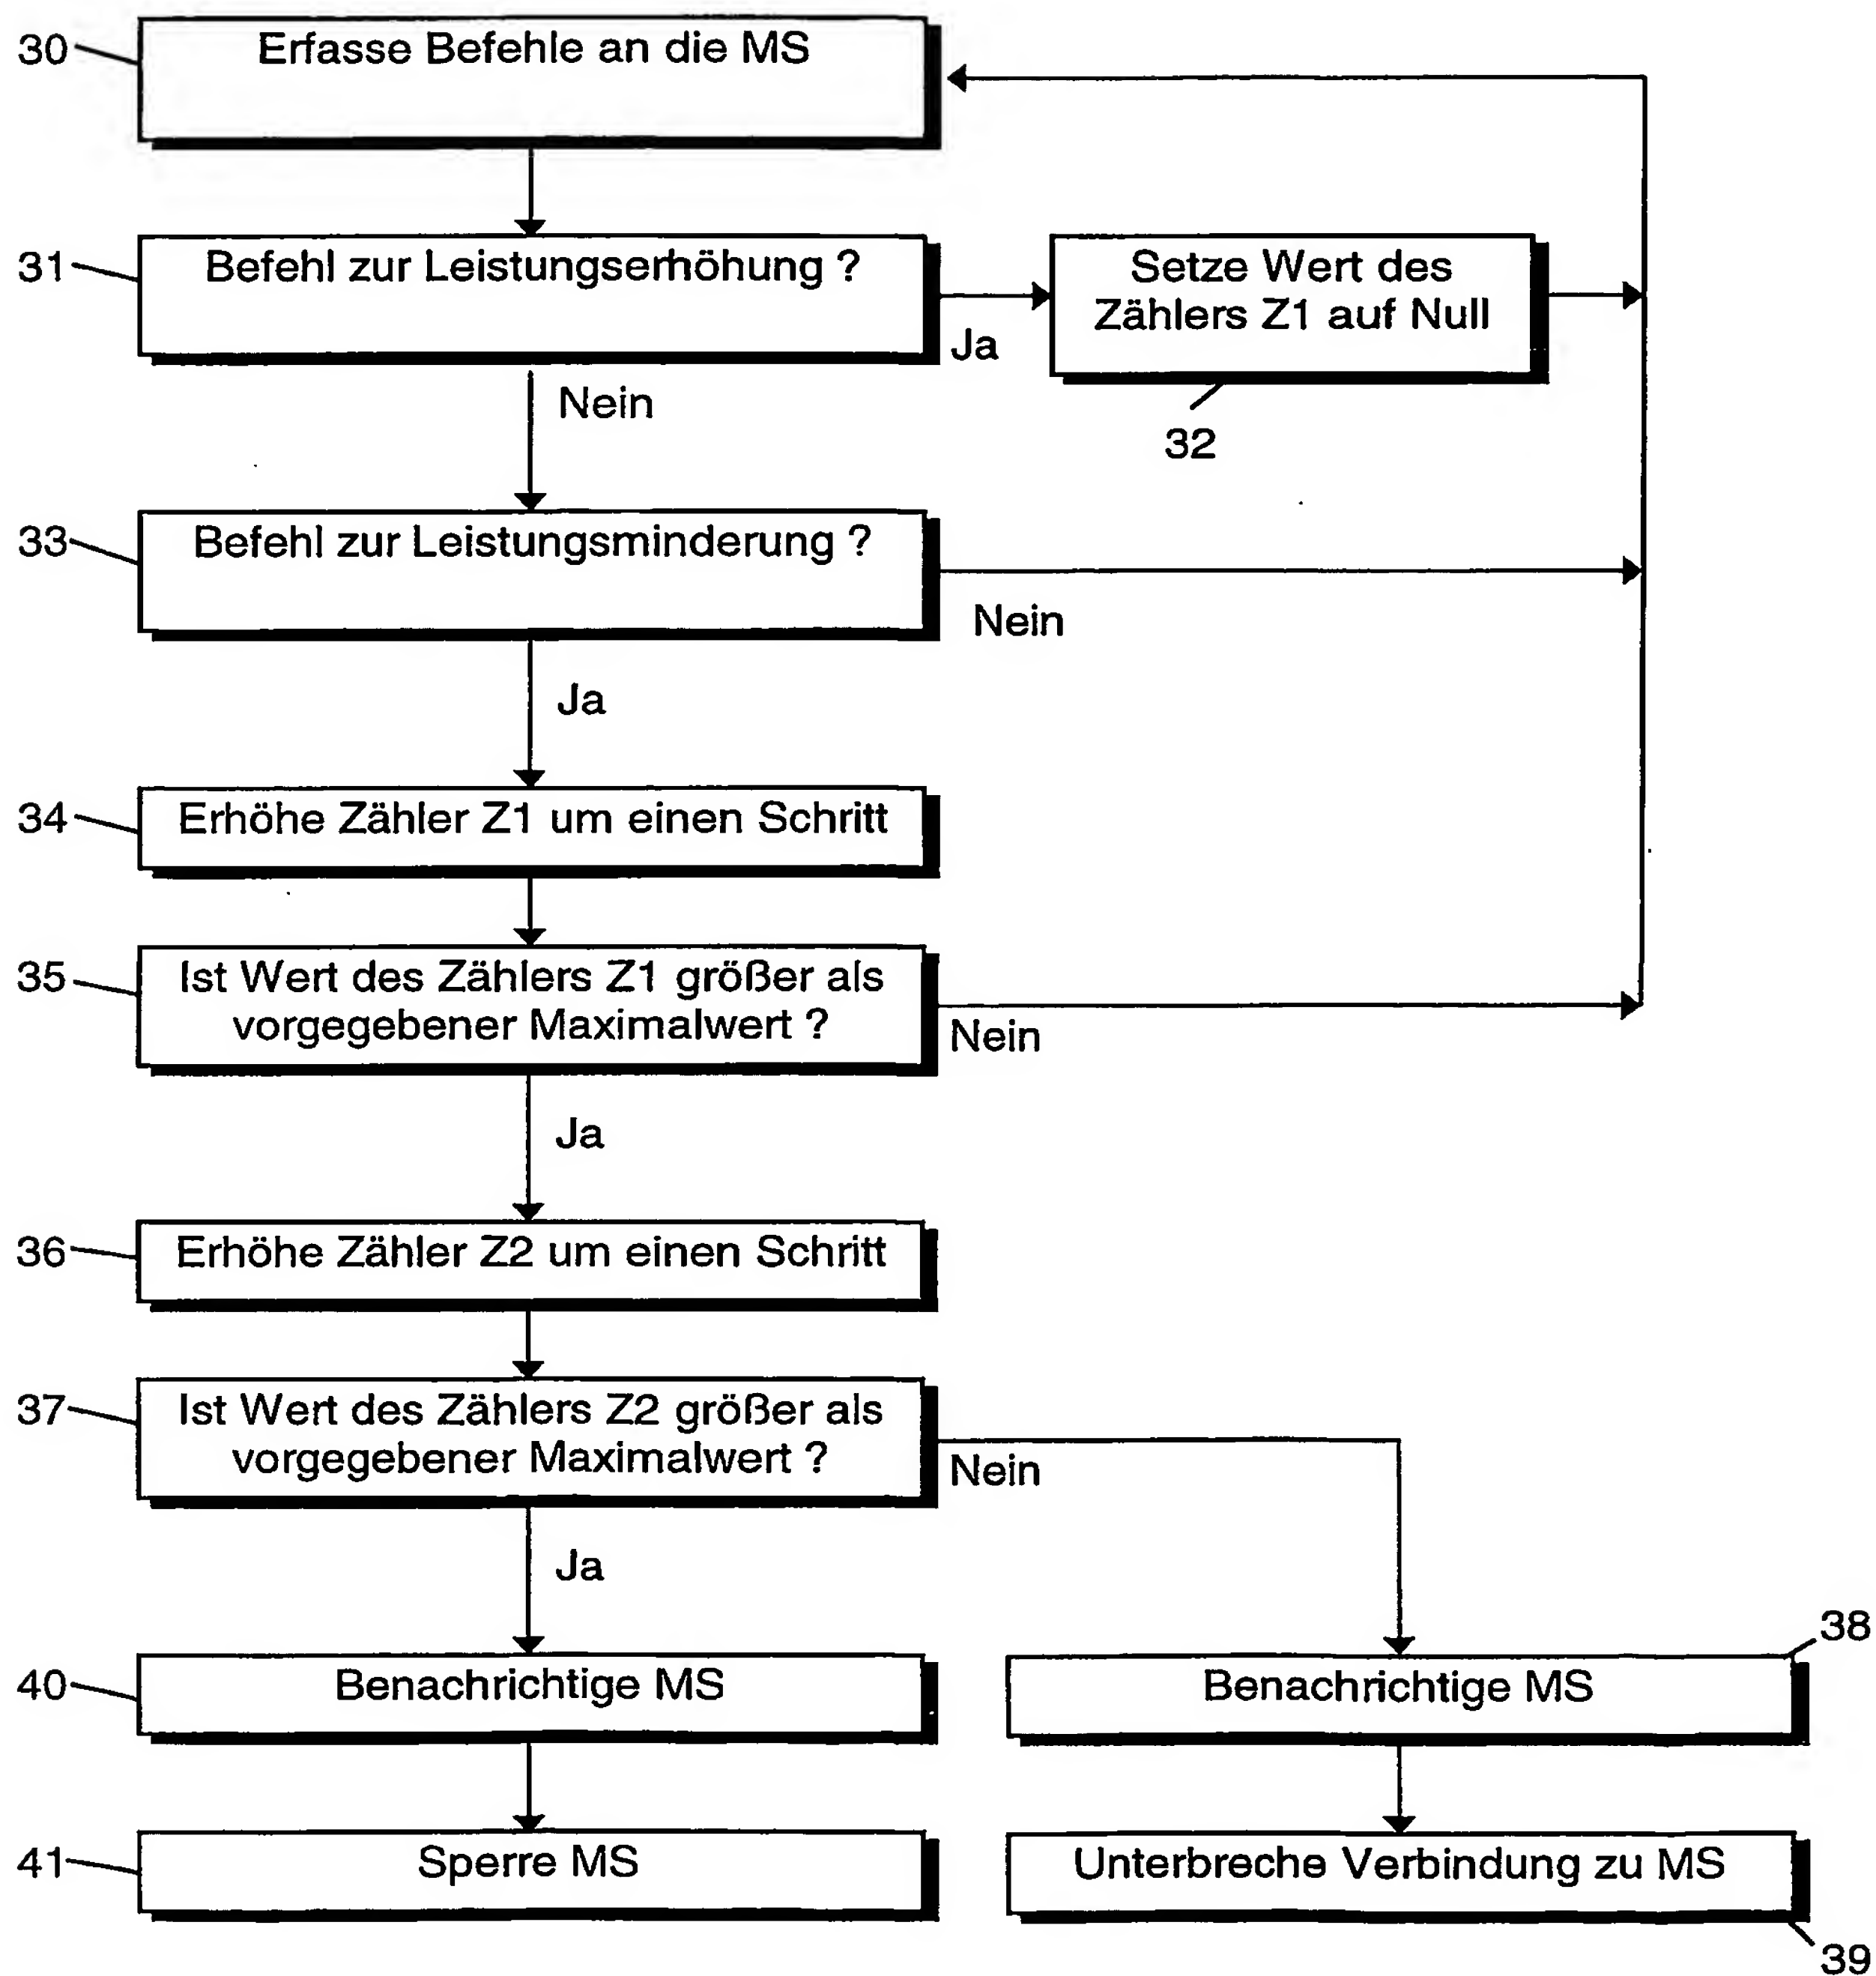 30
Erfasse Befehle an die MS
31
Befehl zur Leistungserhöhung ?
Ja
Setze Wert des
Zählers Z1 auf Null
32
Nein
33
Befehl zur Leistungsminderung ?
Nein
Ja
34
Erhöhe Zähler Z1 um einen Schritt
35
Ist Wert des Zählers Z1 größer als
vorgegebener Maximalwert ?
Nein
Ja
36
Erhöhe Zähler Z2 um einen Schritt
37
Ist Wert des Zählers Z2 größer als
vorgegebener Maximalwert ?
Nein
Ja
38
40
Benachrichtige MS
Benachrichtige MS
41
Sperre MS
Unterbreche Verbindung zu MS
39